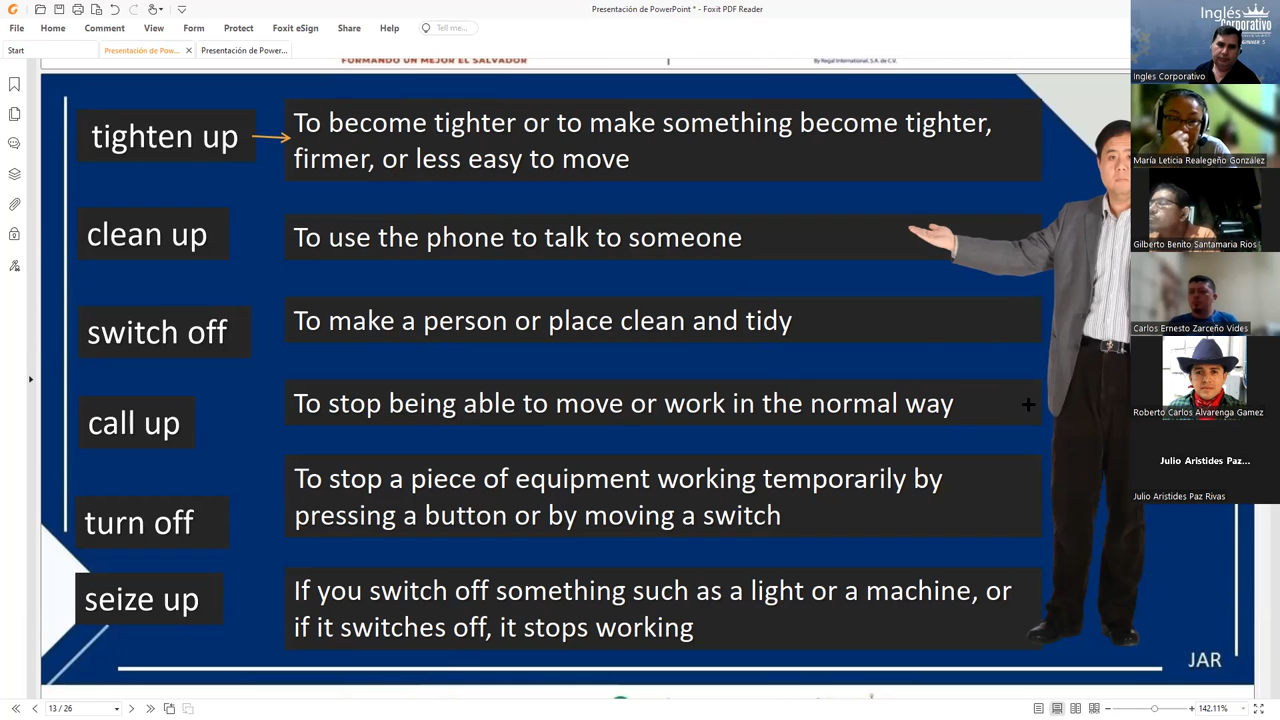 Presentación de PowerPoint * - Foxit PDF Reader
File Home Comment View Form Protect Foxit eSign Share Help Tell me...
Start Presentación de Pow... × Presentación de Power...
FORMANDO UN MEJOR EL SALVADOR
By Regal International, S.A. de C.V.
tighten up
To become tighter or to make something become tighter,
firmer, or less easy to move
clean up
To use the phone to talk to someone
switch off
To make a person or place clean and tidy
call up
To stop being able to move or work in the normal way
turn off
To stop a piece of equipment working temporarily by
pressing a button or by moving a switch
seize up
If you switch off something such as a light or a machine, or
if it switches off, it stops working
JAR
Inglés
Corporativo
Ingles Corporativo
María Leticia Realegeño González
Gilberto Benito Santamaria Rios
Carlos Ernesto Zarceño Vides
Roberto Carlos Alvarenga Gamez
Julio Aristides Paz...
Julio Aristides Paz Rivas
13 / 26
142.11%